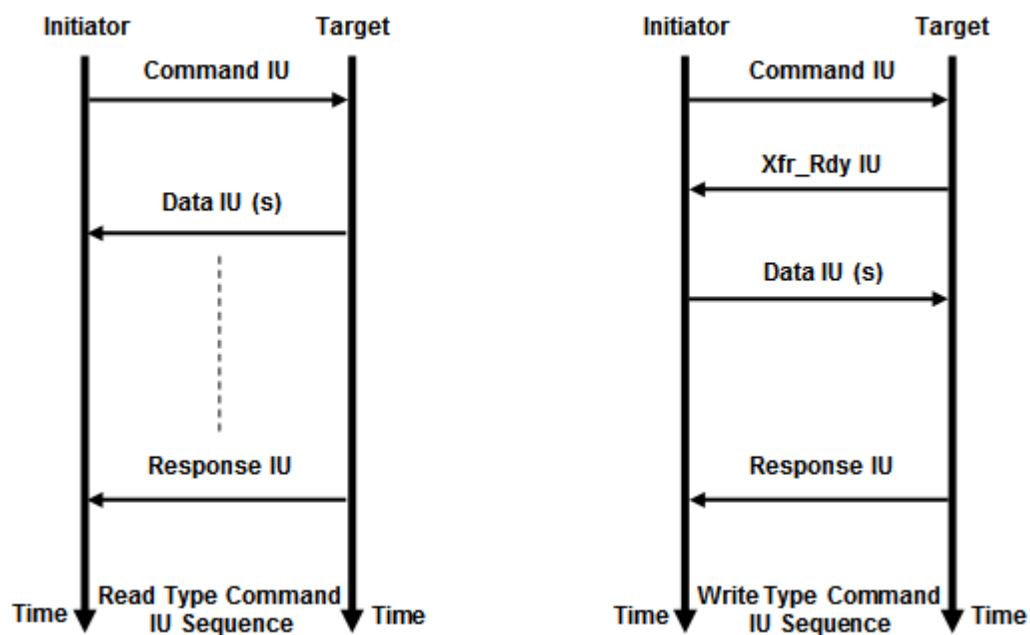 Initiator
Target
Command IU
Data IU (s)
Response IU
Time
Read Type Command
IU Sequence
Time
Initiator
Target
Command IU
Xfr_Rdy IU
Data IU (s)
Response IU
Write Type Command
IU Sequence
Time